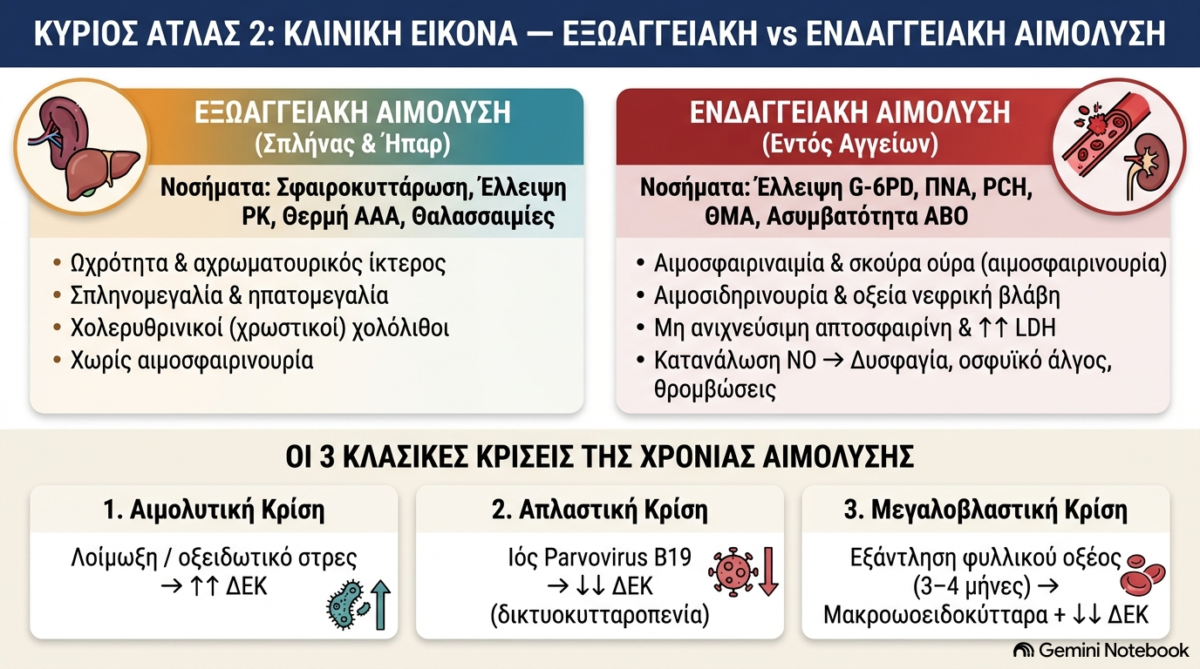 ΚΥΡΙΟΣ ΑΤΛΑΣ 2: ΚΛΙΝΙΚΗ ΕΙΚΟΝΑ — ΕΞΩΑΓΓΕΙΑΚΗ vs ΕΝΔΑΓΓΕΙΑΚΗ ΑΙΜΟΛΥΣΗ
ΕΞΩΑΓΓΕΙΑΚΗ ΑΙΜΟΛΥΣΗ
(Σπλήνας & Ήπαρ)
Νοσήματα: Σφαιροκυττάρωση, Έλλειψη
PK, Θερμή ΑΑΑ, Θαλασσαιμίες
• Ωχρότητα & αχρωματουρικός ίκτερος
• Σπληνομεγαλία & ηπατομεγαλία
• Χολερυθρινικοί (χρωστικοί) χολόλιθοι
• Χωρίς αιμοσφαιρινουρία
ΕΝΔΑΓΓΕΙΑΚΗ ΑΙΜΟΛΥΣΗ
(Εντός Αγγείων)
Νοσήματα: Έλλειψη G-6PD, ΠΝΑ, PCH,
ΘΜΑ, Ασυμβατότητα ABO
• Αιμοσφαιριναιμία & σκούρα ούρα (αιμοσφαιρινουρία)
• Αιμοσιδηρινουρία & οξεία νεφρική βλάβη
• Μη ανιχνεύσιμη απτοσφαιρίνη & ↑↑ LDH
• Κατανάλωση NO → Δυσφαγία, οσφυϊκό άλγος,
θρομβώσεις
ΟΙ 3 ΚΛΑΣΙΚΕΣ ΚΡΙΣΕΙΣ ΤΗΣ ΧΡΟΝΙΑΣ ΑΙΜΟΛΥΣΗΣ
1. Αιμολυτική Κρίση
Λοίμωξη / οξειδωτικό στρες
→ ↑↑ ΔΕΚ
2. Απλαστική Κρίση
Ιός Parvovirus B19
→ ↓↓ ΔΕΚ
(δικτυοκυτταροπενία)
3. Μεγαλοβλαστική Κρίση
Εξάντληση φυλλικού οξέος
(3–4 μήνες) →
Μακροωοειδοκύτταρα + ↓↓ ΔΕΚ
Gemini Notebook